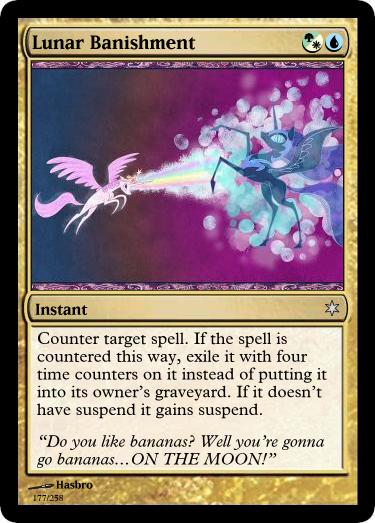 Lunar Banishment
Instant
Counter target spell. If the spell is
countered this way, exile it with four
time counters on it instead of putting it
into its owner's graveyard. If it doesn't
have suspend it gains suspend.
“Do you like bananas? Well you're gonna
go bananas…ON THE MOON!”
Hasbro
177/258